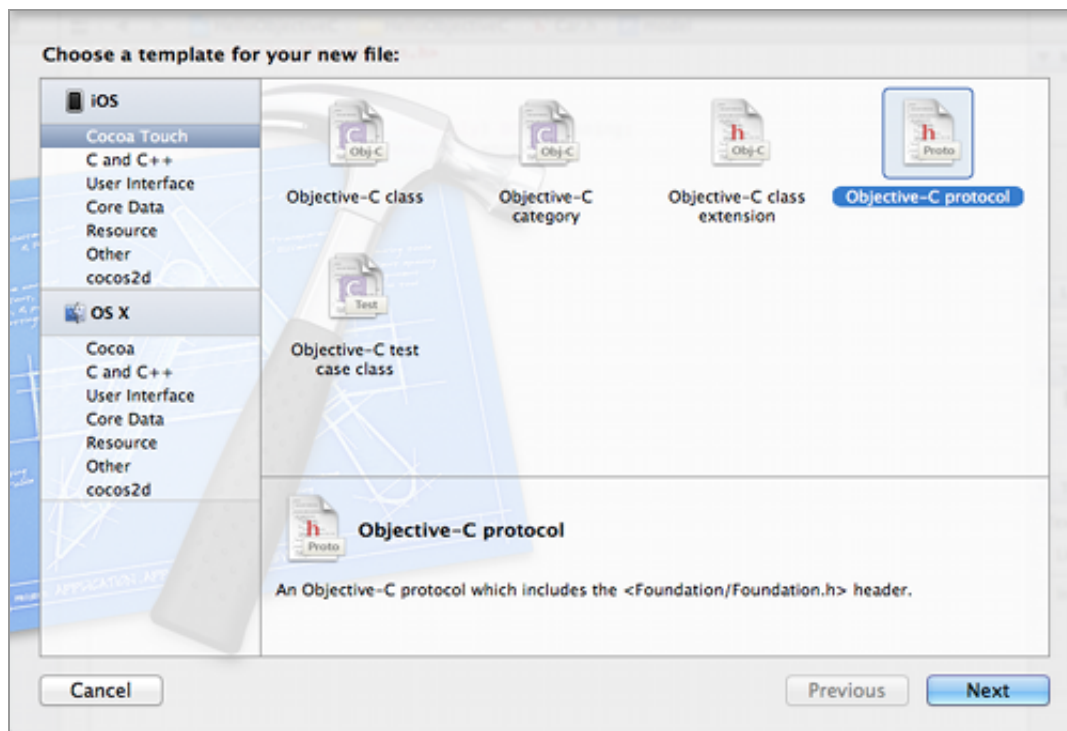 Choose a template for your new file:
iOS
Cocoa Touch
C and C++
User Interface
Core Data
Resource
Other
cocos2d
OS X
Cocoa
C and C++
User Interface
Core Data
Resource
Other
cocos2d
C
Obj-C
Objective-C class
C
Obj-C
Objective-C
category
h
Obj-C
Objective-C class
extension
h
Proto
Objective-C protocol
C
Test
Objective-C test
case class
h
Proto
Objective-C protocol
An Objective-C protocol which includes the <Foundation/Foundation.h> header.
Cancel
Previous
Next